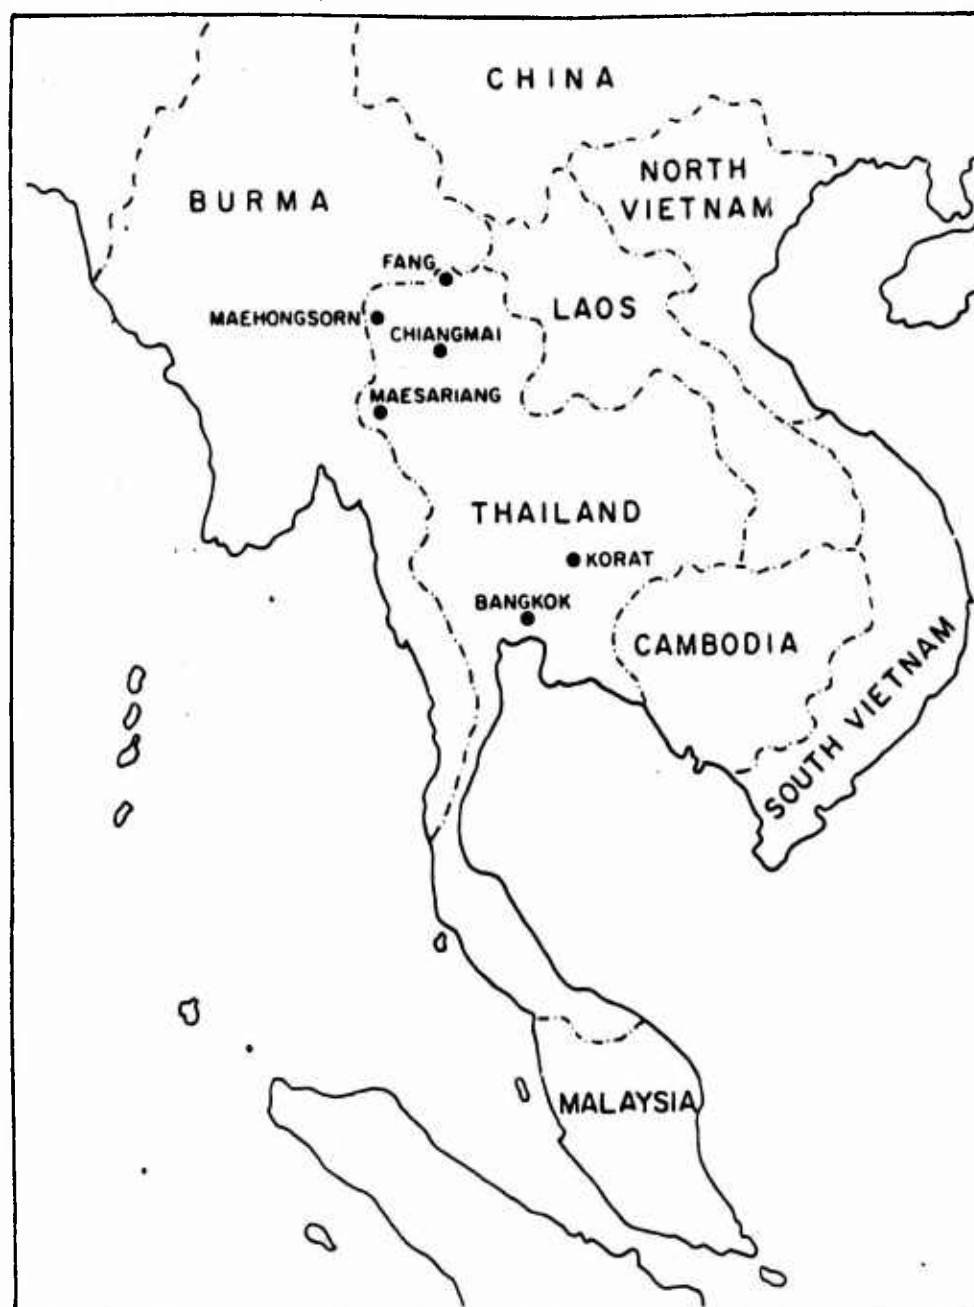 CHINA
NORTH
VIETNAM
BURMA
FANG
LAOS
MAEHONGSORN
CHIANGMAI
MAESARIANG
THAILAND
KORAT
BANGKOK
CAMBODIA
SOUTH VIETNAM
MALAYSIA